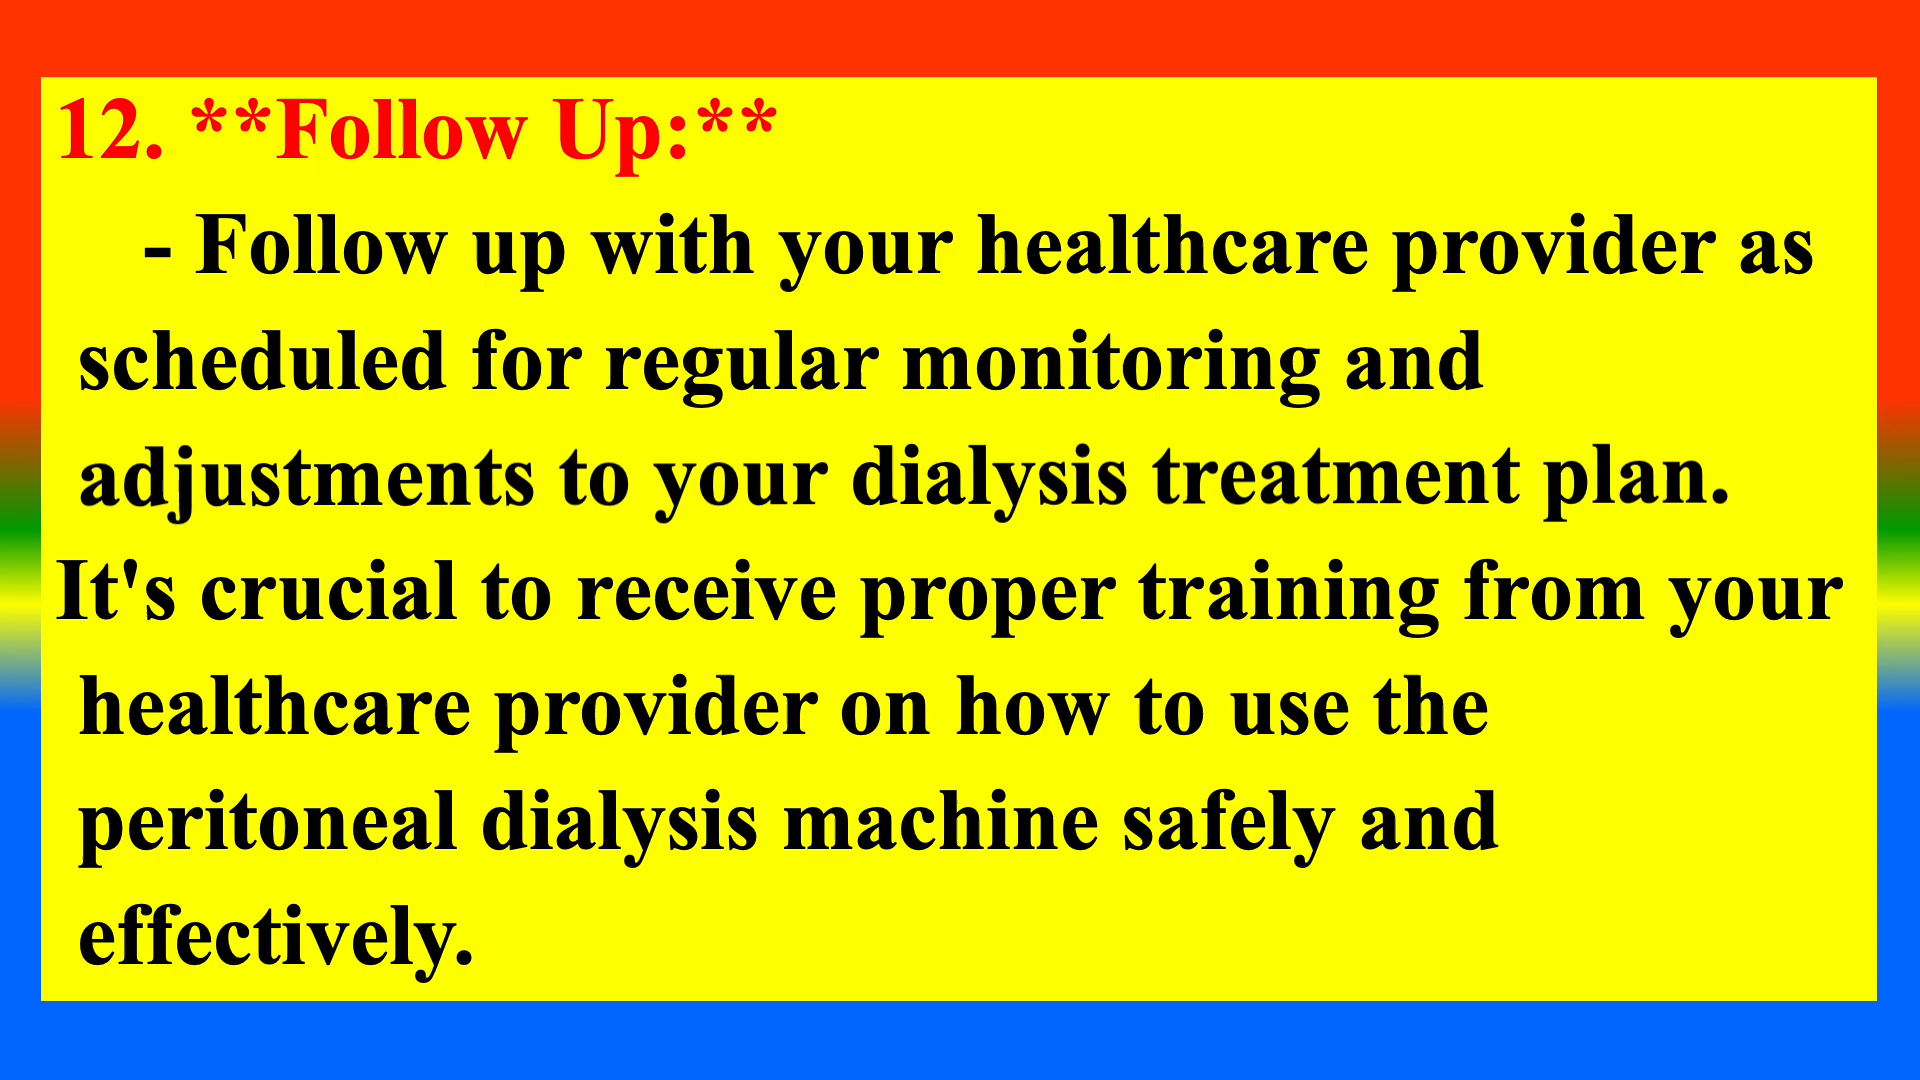 12. **Follow Up:**
- Follow up with your healthcare provider as
scheduled for regular monitoring and
adjustments to your dialysis treatment plan.
It's crucial to receive proper training from your
healthcare provider on how to use the
peritoneal dialysis machine safely and
effectively.